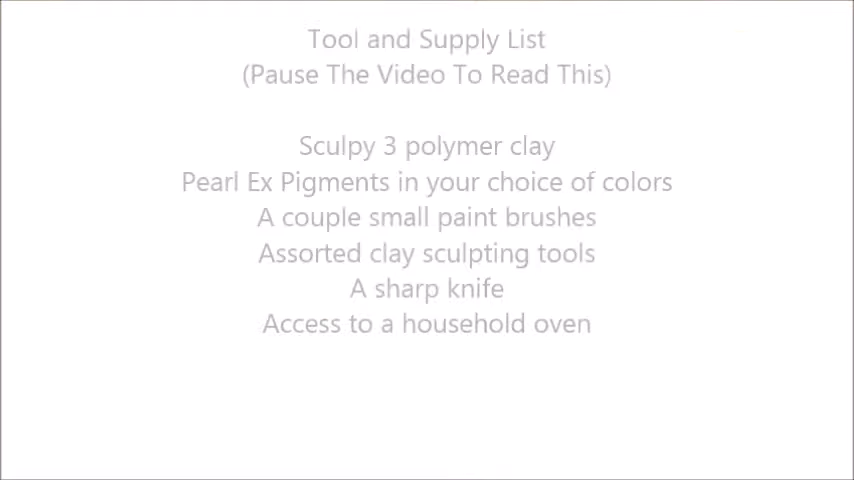 Tool and Supply List
(Pause The Video To Read This)
Sculpy 3 polymer clay
Pearl Ex Pigments in your choice of colors
A couple small paint brushes
Assorted clay sculpting tools
A sharp knife
Access to a household oven